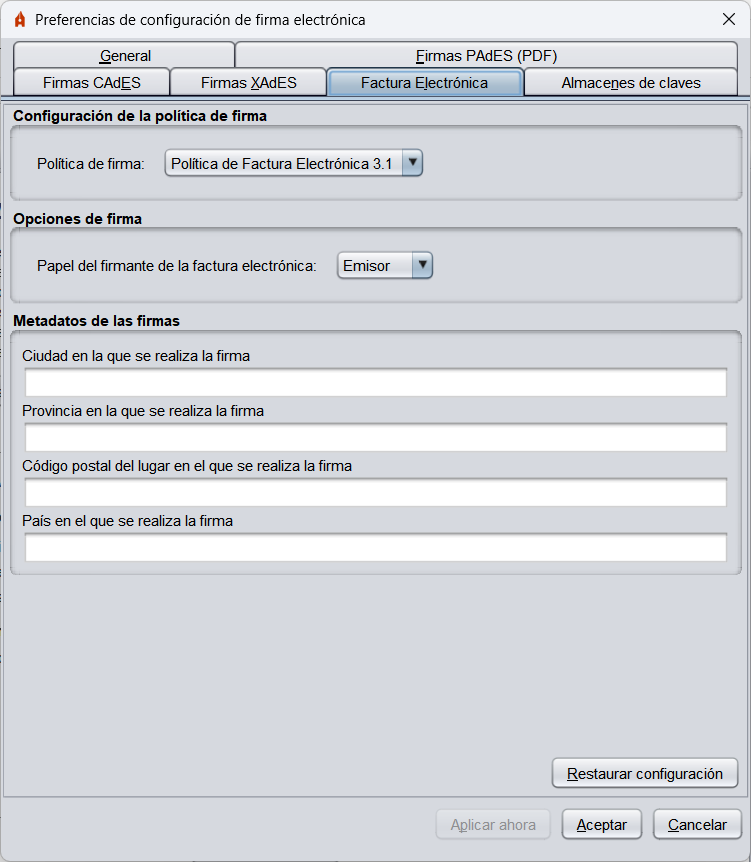 Preferencias de configuración de firma electrónica
General
Firmas PAdES (PDF)
Firmas CAdES
Firmas XAdES
Factura Electrónica
Almacenes de claves
Configuración de la política de firma
Política de firma:
Política de Factura Electrónica 3.1
Opciones de firma
Papel del firmante de la factura electrónica:
Emisor
Metadatos de las firmas
Ciudad en la que se realiza la firma
Provincia en la que se realiza la firma
Código postal del lugar en el que se realiza la firma
País en el que se realiza la firma
Restaurar configuración
Aplicar ahora
Aceptar
Cancelar